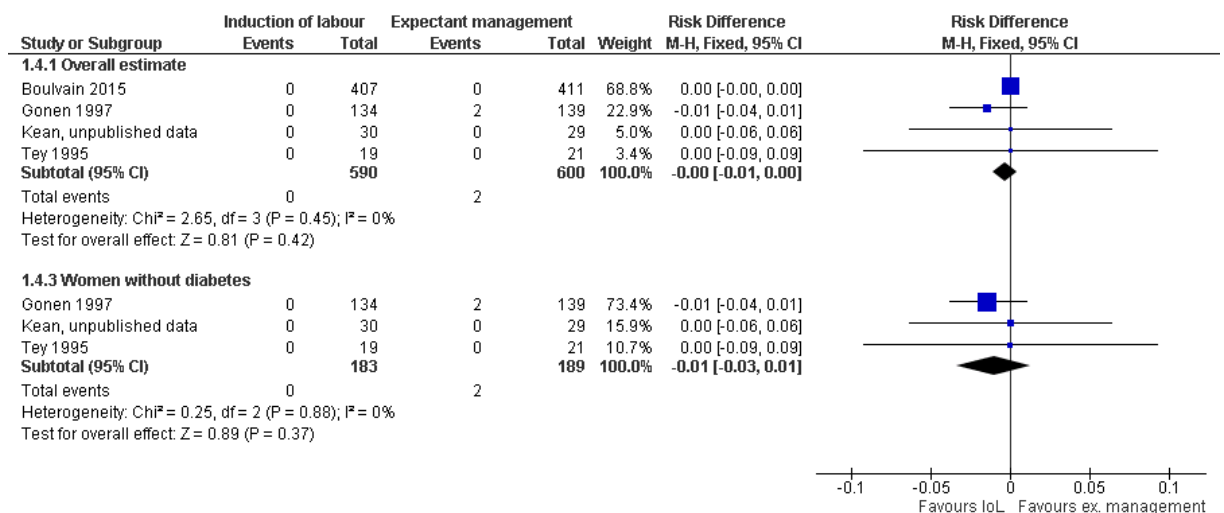 Induction of labour Expectant management Risk Difference Risk Difference
Study or Subgroup Events Total Events Total Weight M-H, Fixed, 95% CI M-H, Fixed, 95% CI
1.4.1 Overall estimate
Boulvain 2015 0 407 0 411 68.8% 0.00 [-0.00, 0.00]
Gonen 1997 0 134 2 139 22.9% -0.01 [-0.04, 0.01]
Kean, unpublished data 0 30 0 29 5.0% 0.00 [-0.06, 0.06]
Tey 1995 0 19 0 21 3.4% 0.00 [-0.09, 0.09]
Subtotal (95% CI) 590 600 100.0% -0.00 [-0.01, 0.00]
Total events 0 2
Heterogeneity: Chi² = 2.65, df = 3 (P = 0.45); I² = 0%
Test for overall effect: Z = 0.81 (P = 0.42)
1.4.3 Women without diabetes
Gonen 1997 0 134 2 139 73.4% -0.01 [-0.04, 0.01]
Kean, unpublished data 0 30 0 29 15.9% 0.00 [-0.06, 0.06]
Tey 1995 0 19 0 21 10.7% 0.00 [-0.09, 0.09]
Subtotal (95% CI) 183 189 100.0% -0.01 [-0.03, 0.01]
Total events 0 2
Heterogeneity: Chi² = 0.25, df = 2 (P = 0.88); I² = 0%
Test for overall effect: Z = 0.89 (P = 0.37)
-0.1 -0.05 0 0.05 0.1
Favours IoL Favours ex. management